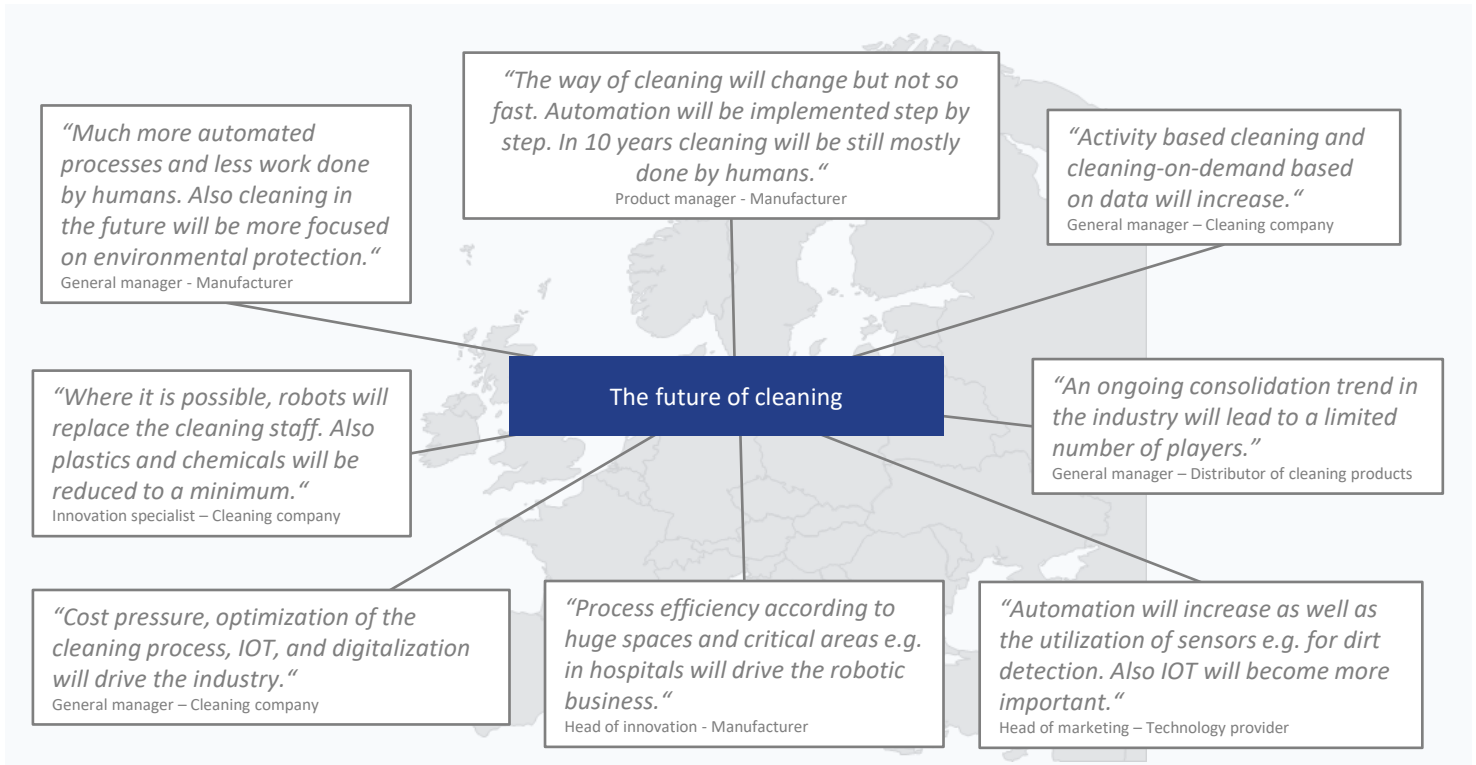 “Much more automated
processes and less work done
by humans. Also cleaning in
the future will be more focused
on environmental protection.“
General manager - Manufacturer
“The way of cleaning will change but not so
fast. Automation will be implemented step by
step. In 10 years cleaning will be still mostly
done by humans.“
Product manager - Manufacturer
“Activity based cleaning and
cleaning-on-demand based
on data will increase.“
General manager – Cleaning company
The future of cleaning
“Where it is possible, robots will
replace the cleaning staff. Also
plastics and chemicals will be
reduced to a minimum.“
Innovation specialist – Cleaning company
“An ongoing consolidation trend in
the industry will lead to a limited
number of players.”
General manager – Distributor of cleaning products
“Cost pressure, optimization of the
cleaning process, IOT, and digitalization
will drive the industry.“
General manager – Cleaning company
“Process efficiency according to
huge spaces and critical areas e.g.
in hospitals will drive the robotic
business.“
Head of innovation - Manufacturer
“Automation will increase as well as
the utilization of sensors e.g. for dirt
detection. Also IOT will become more
important.“
Head of marketing – Technology provider